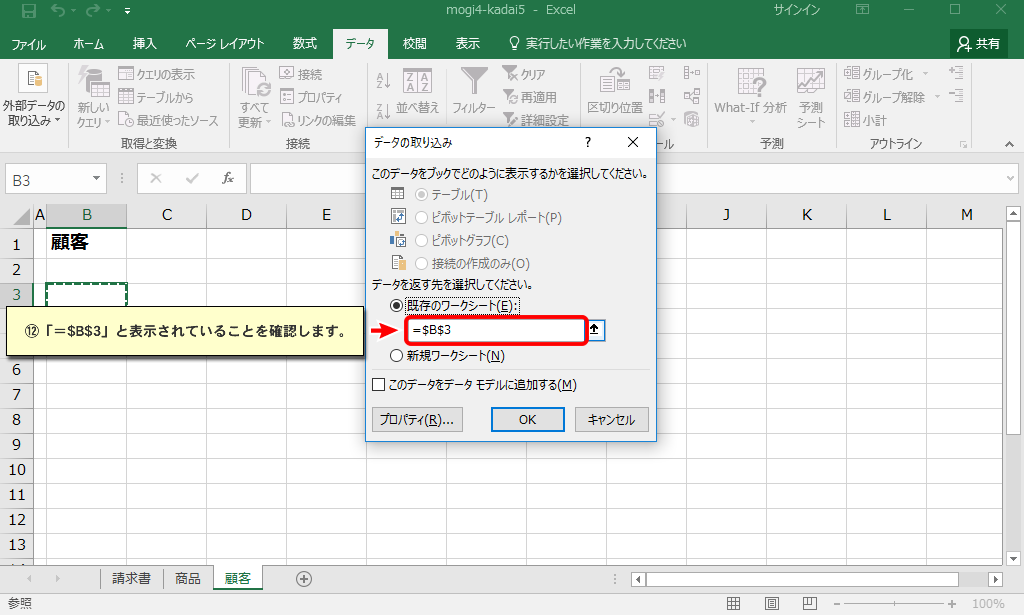 mogi4-kadai5 - Excel
サインイン
ファイル
ホーム
挿入
ページ レイアウト
数式
データ
校閲
表示
実行したい作業を入力してください
共有
外部データの
取り込み
新しい
クエリ
クエリの表示
テーブルから
最近使ったソース
取得と変換
すべて
更新
接続
プロパティ
リンクの編集
接続
並べ替え
フィルター
クリア
再適用
詳細設定
区切り位置
ール
What-If 分析
予測
シート
予測
グループ化
グループ解除
小計
アウトライン
B3
fx
A B C D E J K L M
1 顧客
2
3
6
7
8
9
10
11
12
13
データの取り込み
?
このデータをブックでどのように表示するかを選択してください。
テーブル(T)
ピボットテーブル レポート(P)
ピボットグラフ(C)
接続の作成のみ(O)
データを返す先を選択してください。
既存のワークシート(E):
=$B$3
新規ワークシート(N)
このデータをデータ モデルに追加する(M)
プロパティ(R)...
OK
キャンセル
⑫「=$B$3」と表示されていることを確認します。
請求書
商品
顧客
参照
100%